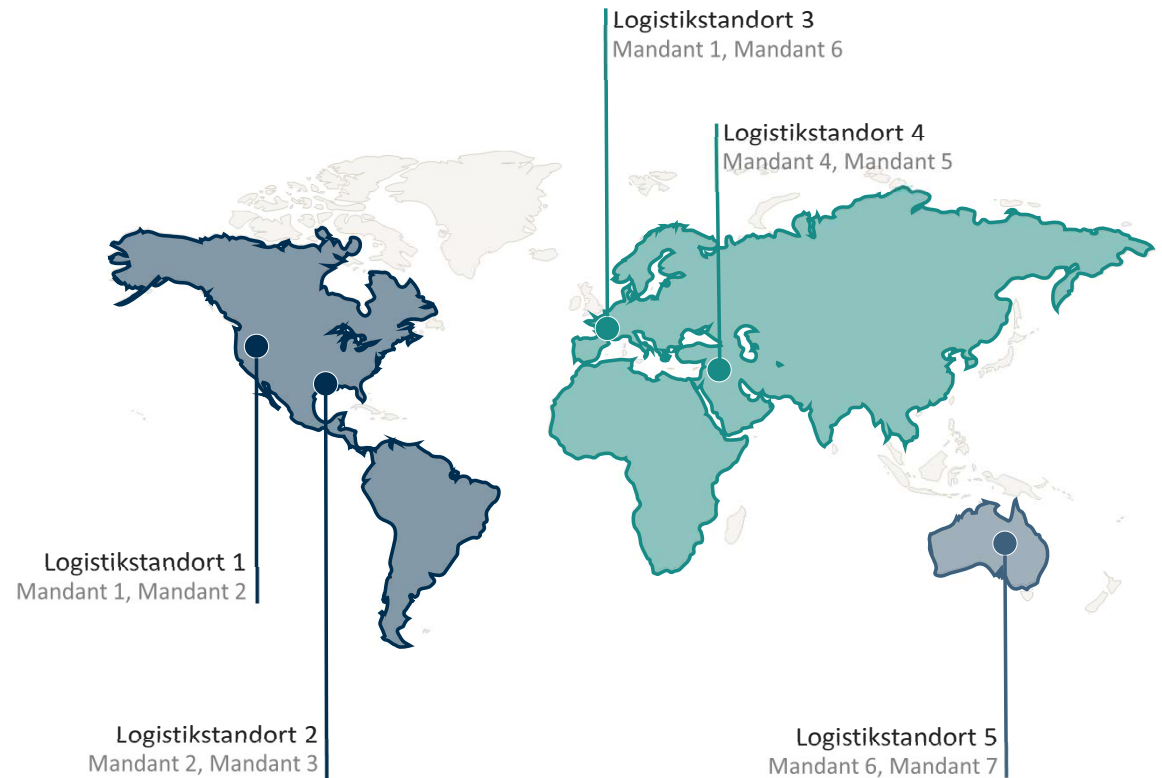 Logistikstandort 3
Mandant 1, Mandant 6
Logistikstandort 4
Mandant 4, Mandant 5
Logistikstandort 1
Mandant 1, Mandant 2
Logistikstandort 2
Mandant 2, Mandant 3
Logistikstandort 5
Mandant 6, Mandant 7